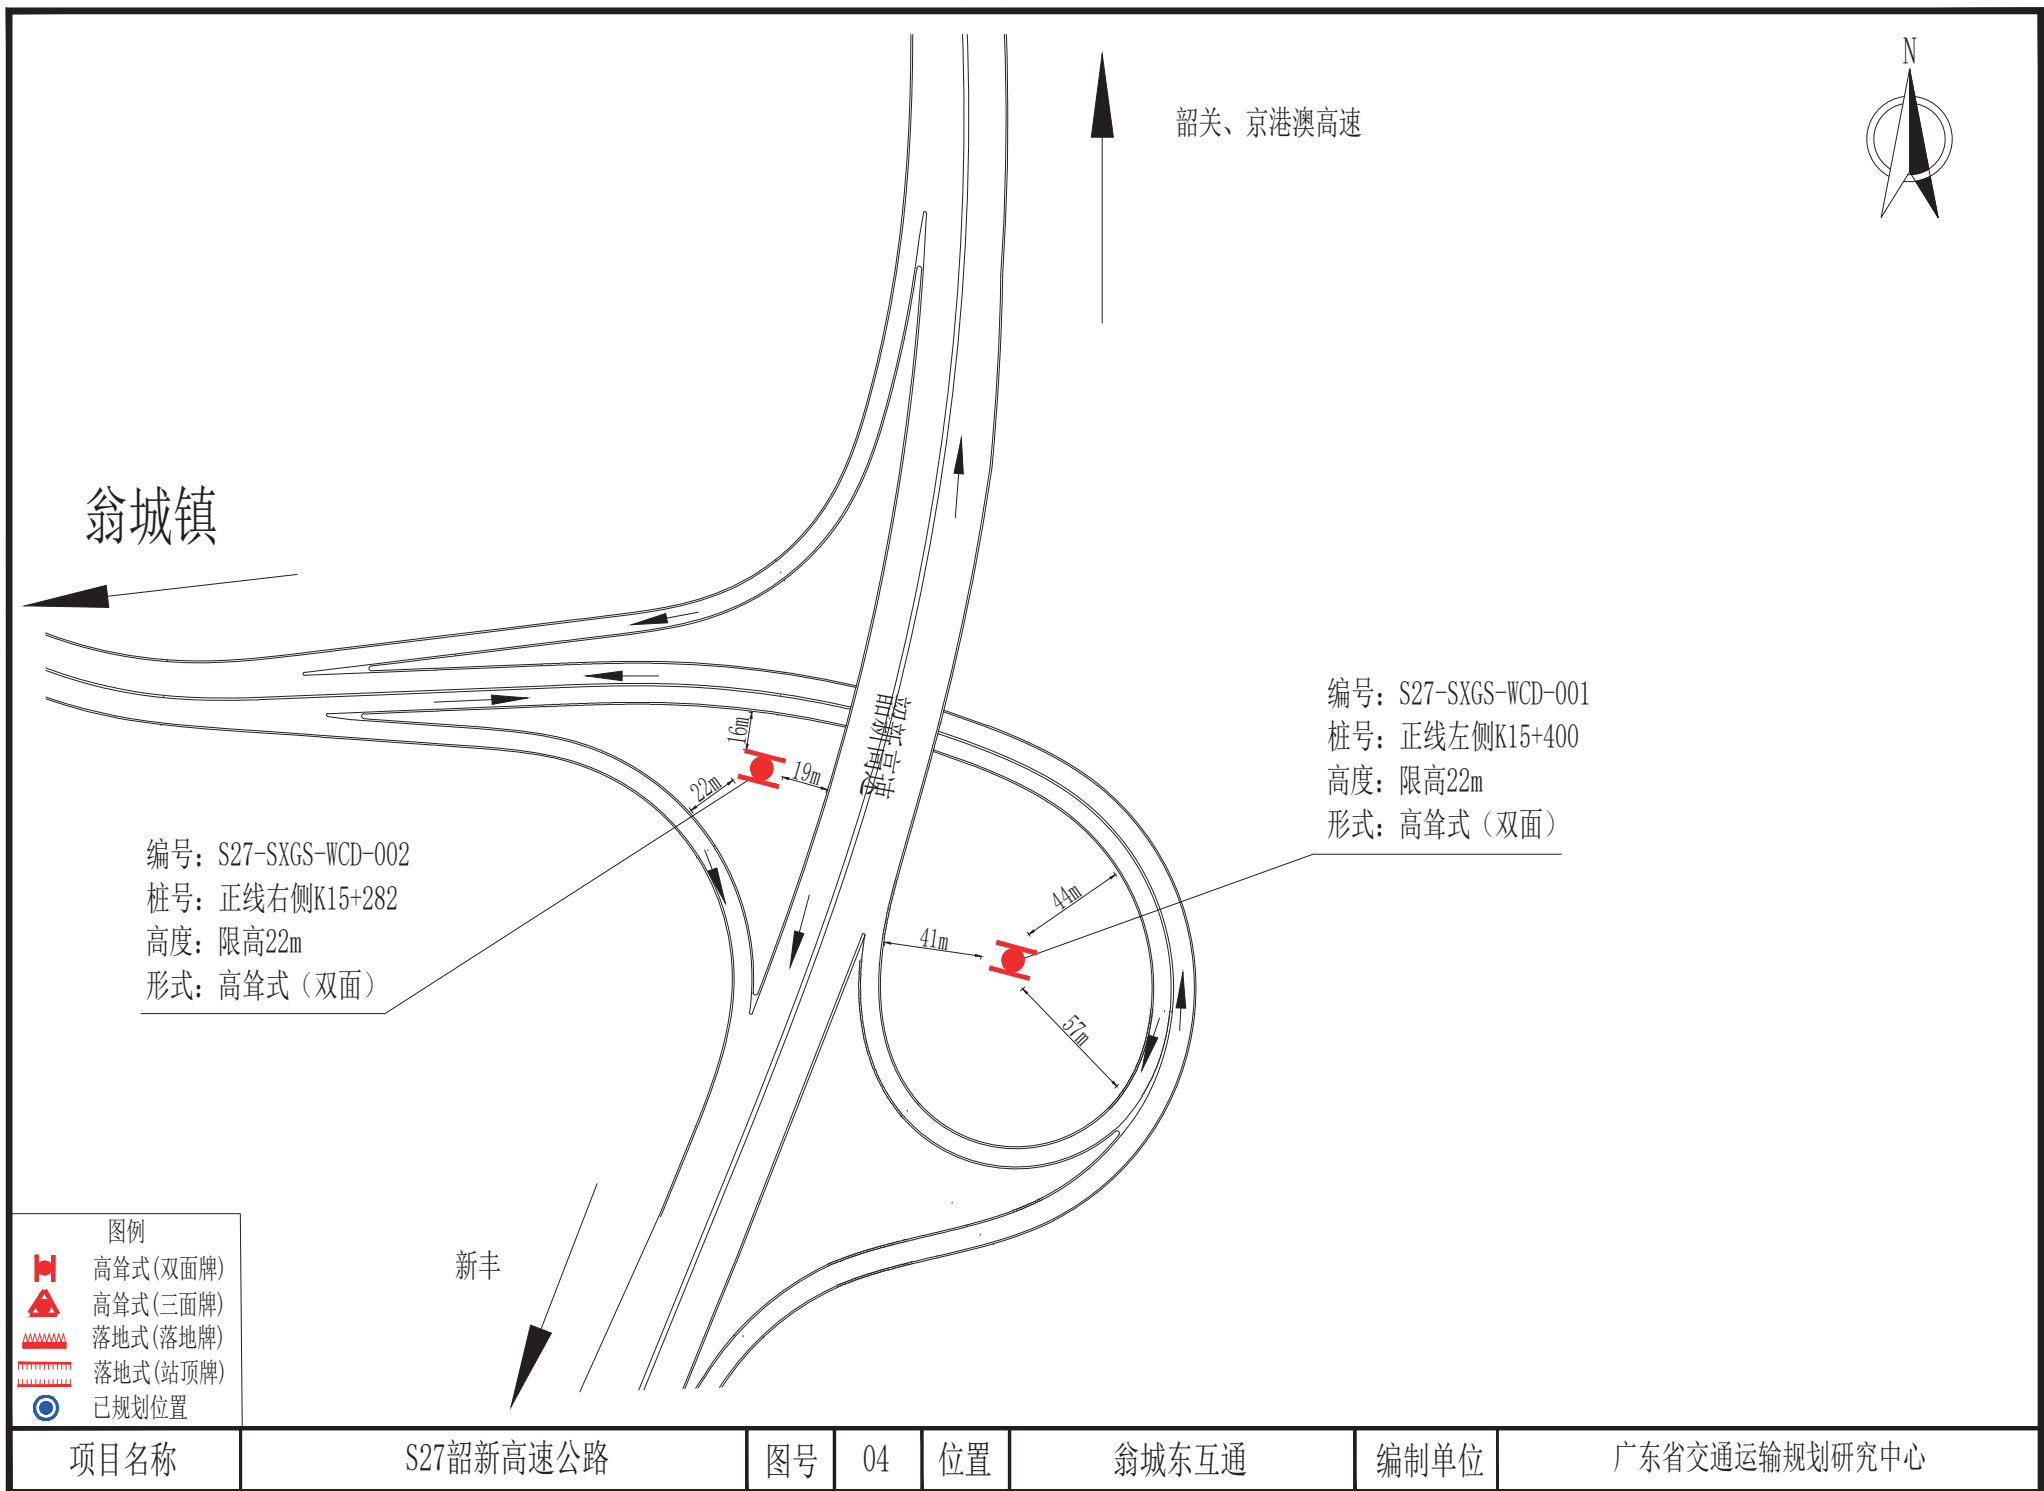 N
韶关、京港澳高速
翁城镇
韶新高速
16m
19m
22m
编号：S27-SXGS-WCD-001
桩号：正线左侧K15+400
高度：限高22m
形式：高耸式（双面）
编号：S27-SXGS-WCD-002
桩号：正线右侧K15+282
高度：限高22m
形式：高耸式（双面）
44m
41m
57m
新丰
图例
高耸式(双面牌)
高耸式(三面牌)
落地式(落地牌)
落地式(站顶牌)
已规划位置
项目名称 S27韶新高速公路 图号 04 位置 翁城东互通 编制单位 广东省交通运输规划研究中心